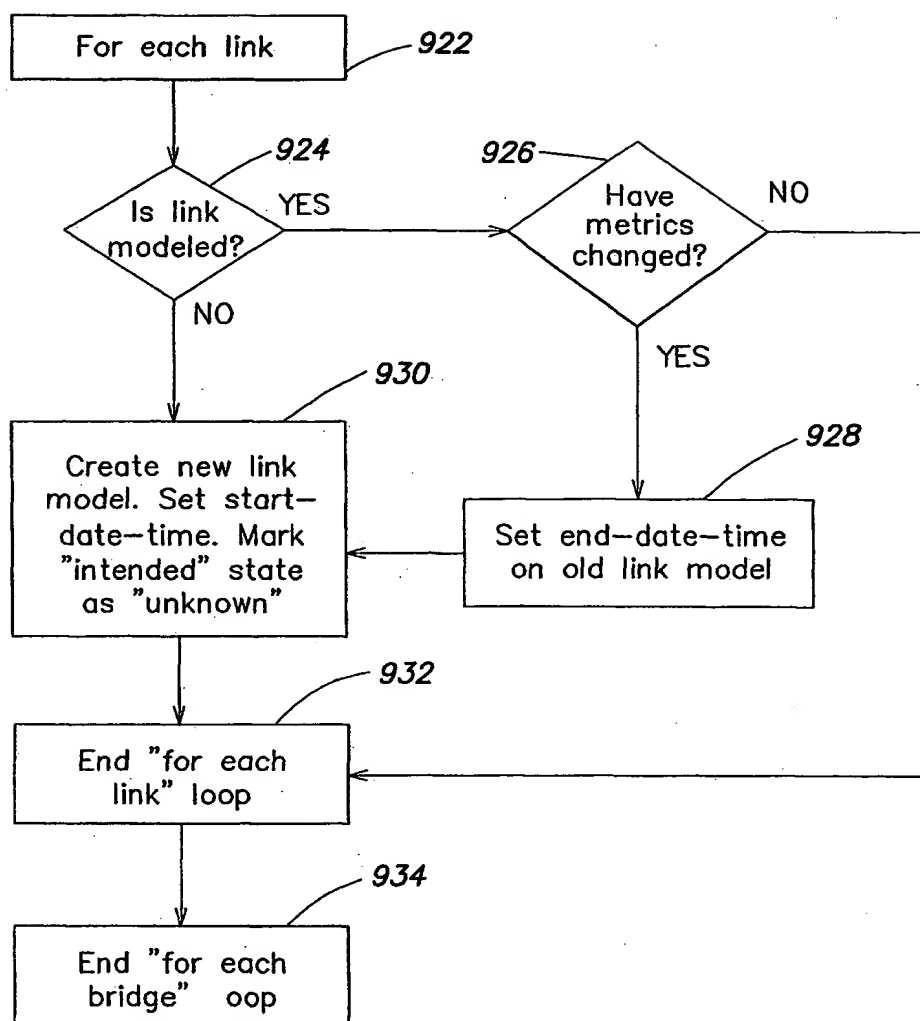 For each link
922
924
Is link
modeled?
YES
NO
926
Have
metrics
changed?
NO
YES
930
Create new link
model. Set start-
date-time. Mark
"intended" state
as "unknown"
928
Set end-date-time
on old link model
932
End "for each
link" loop
934
End "for each
bridge" oop